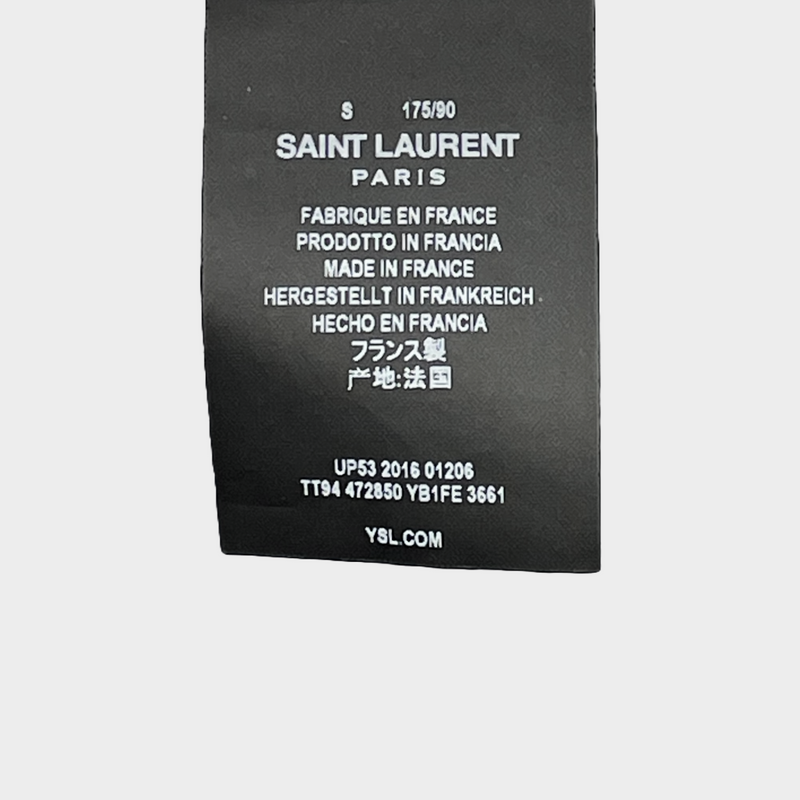 S 175/90
SAINT LAURENT
PARIS
FABRIQUE EN FRANCE
PRODOTTO IN FRANCIA
MADE IN FRANCE
HERGESTELLT IN FRANKREICH
HECHO EN FRANCIA
フランス製
产地:法国
UP53 2016 01206
TT94 472850 YB1FE 3661
YSL.COM